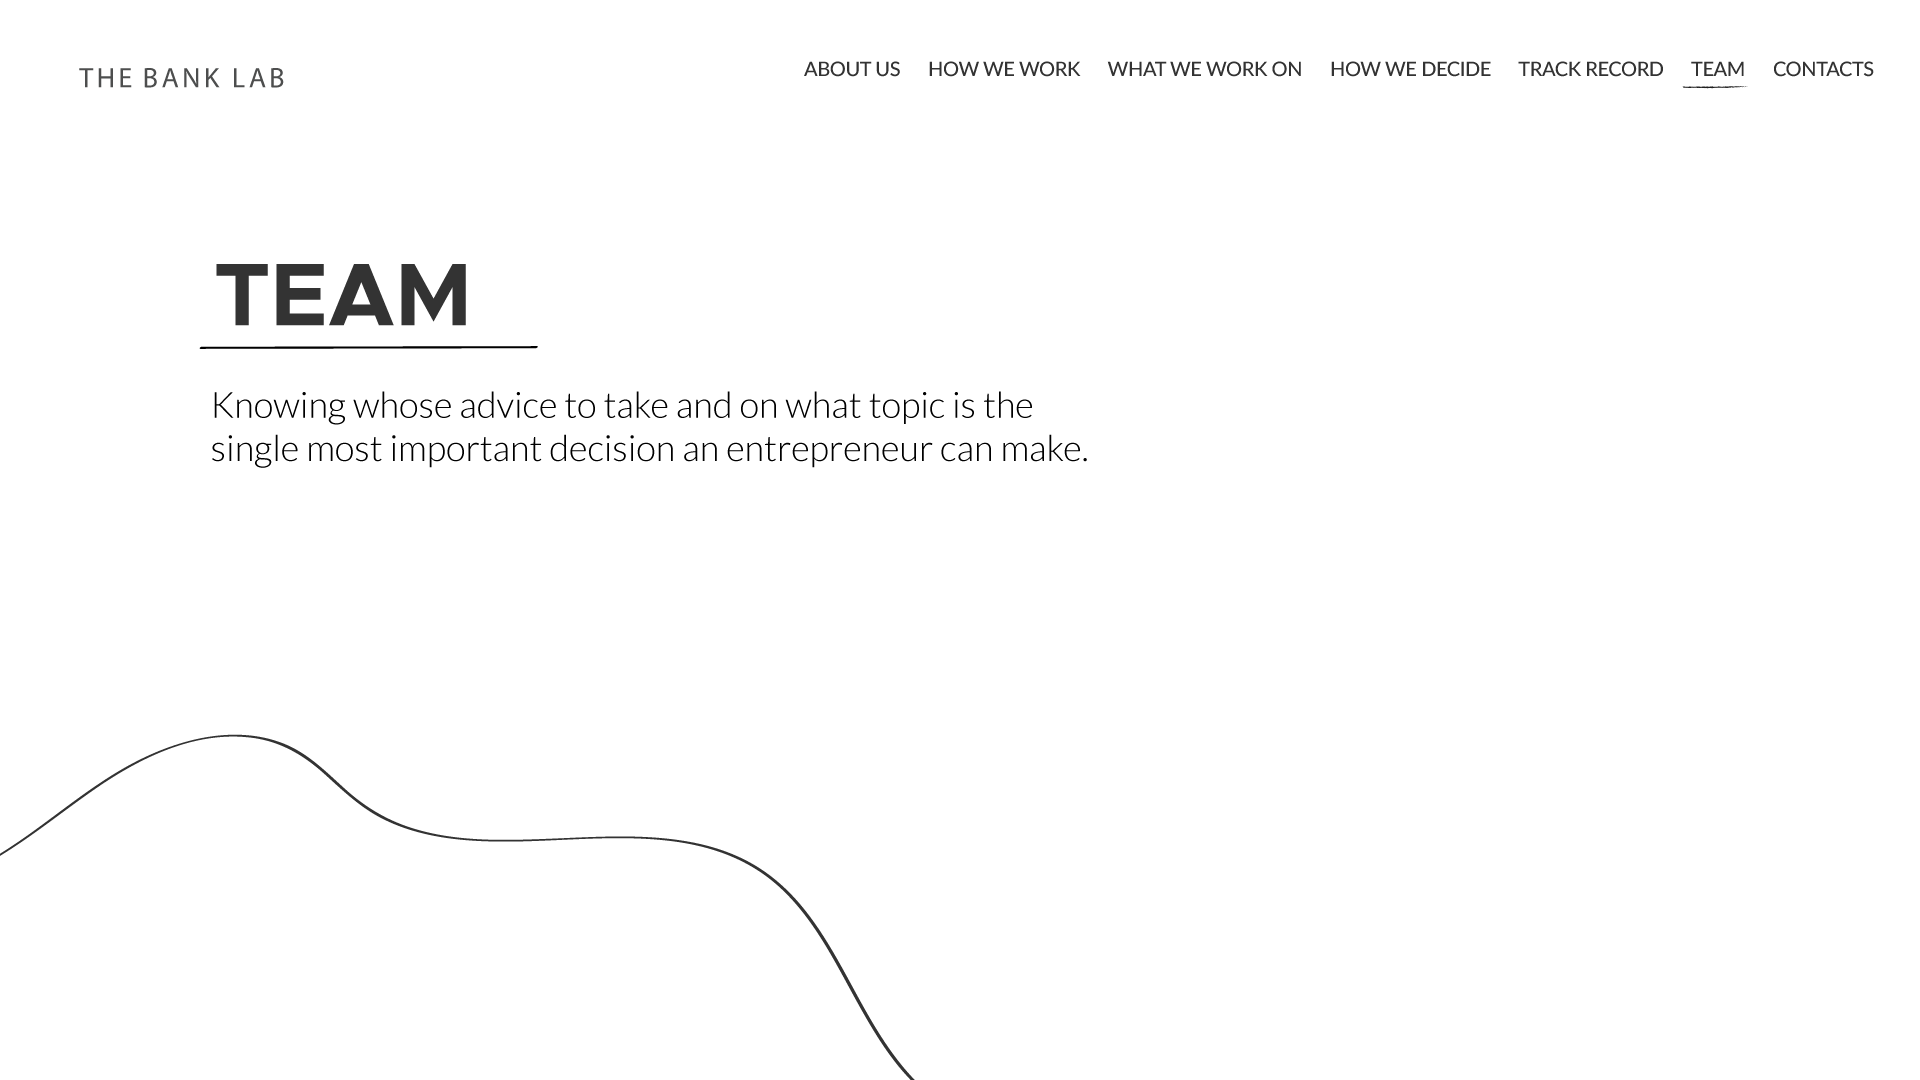 THE BANK LAB
ABOUT US HOW WE WORK WHAT WE WORK ON HOW WE DECIDE TRACK RECORD TEAM CONTACTS
TEAM
Knowing whose advice to take and on what topic is the
single most important decision an entrepreneur can make.